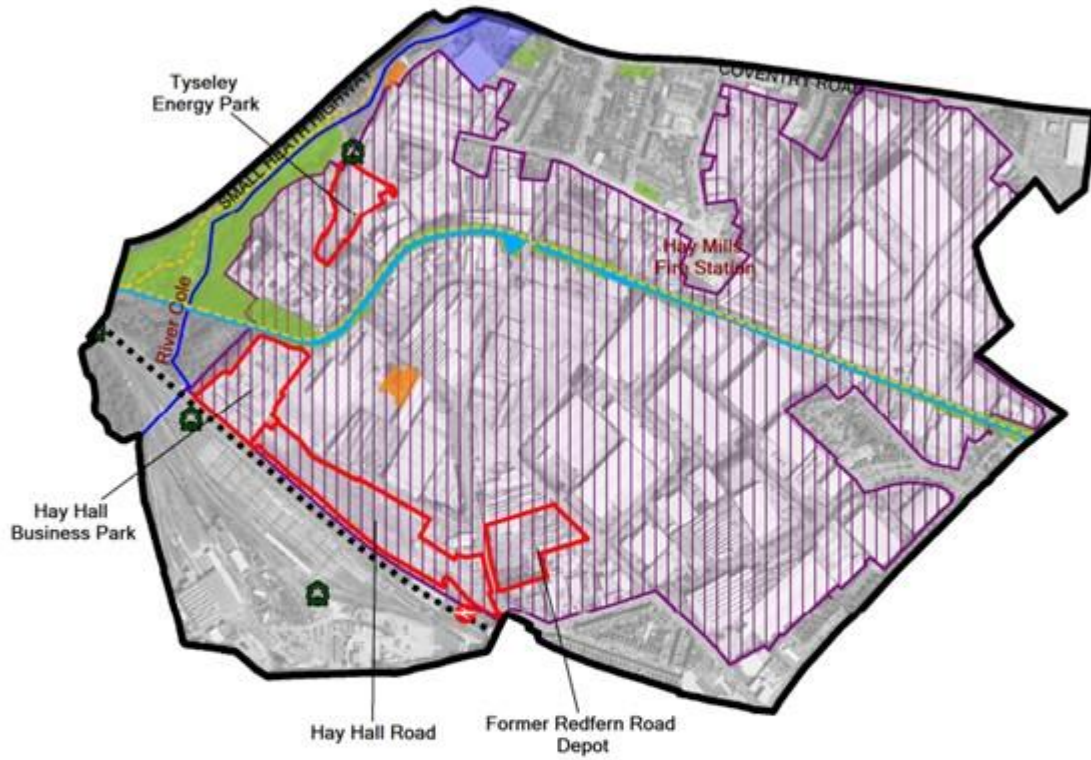 COVENTRY ROAD
Tyseley
Energy Park
SMALL HEATH HIGHWAY
Hay Mills
Fire Station
River Cole
Hay Hall
Business Park
Hay Hall Road
Former Redfern Road
Depot